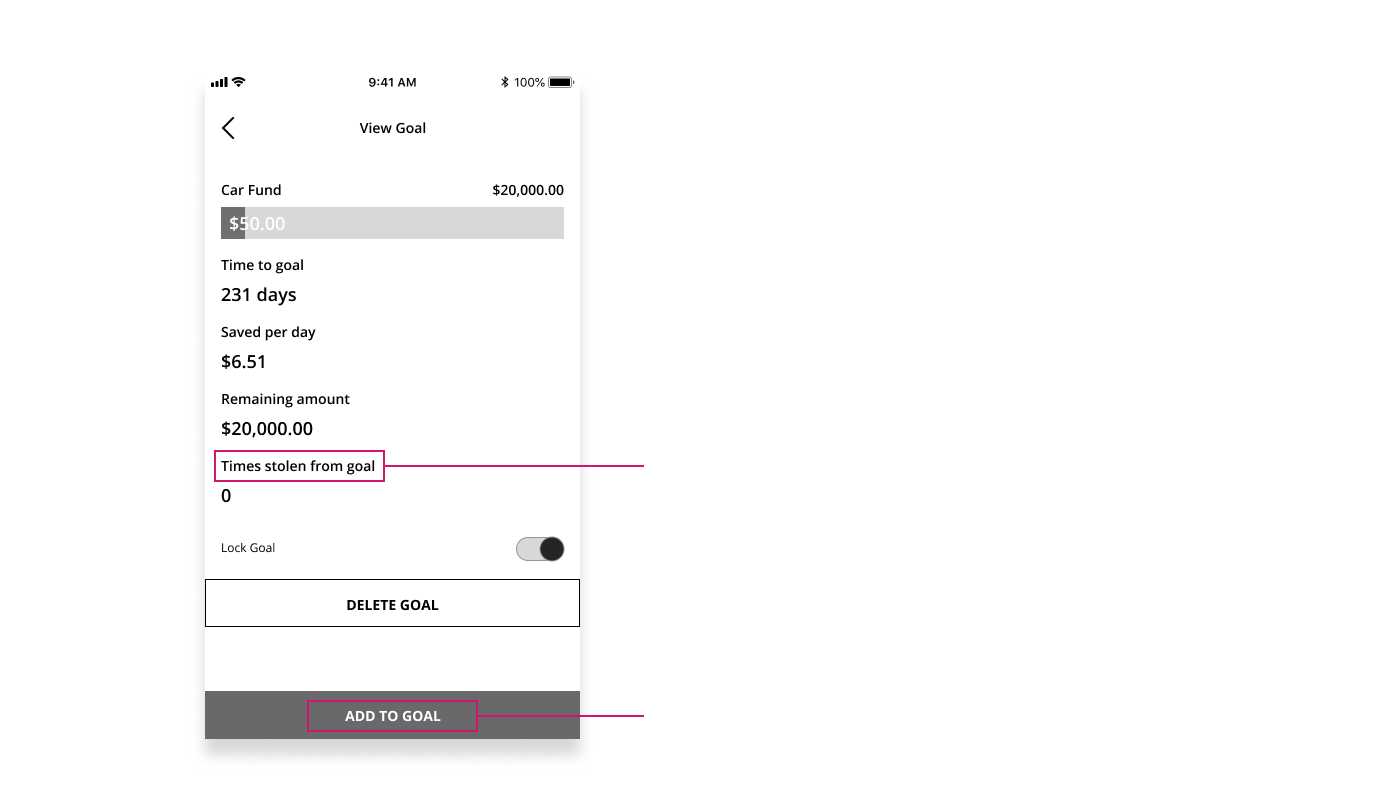 9:41 AM 100%
View Goal
Car Fund $20,000.00
$50.00
Time to goal
231 days
Saved per day
$6.51
Remaining amount
$20,000.00
Times stolen from goal
0
Lock Goal
DELETE GOAL
ADD TO GOAL